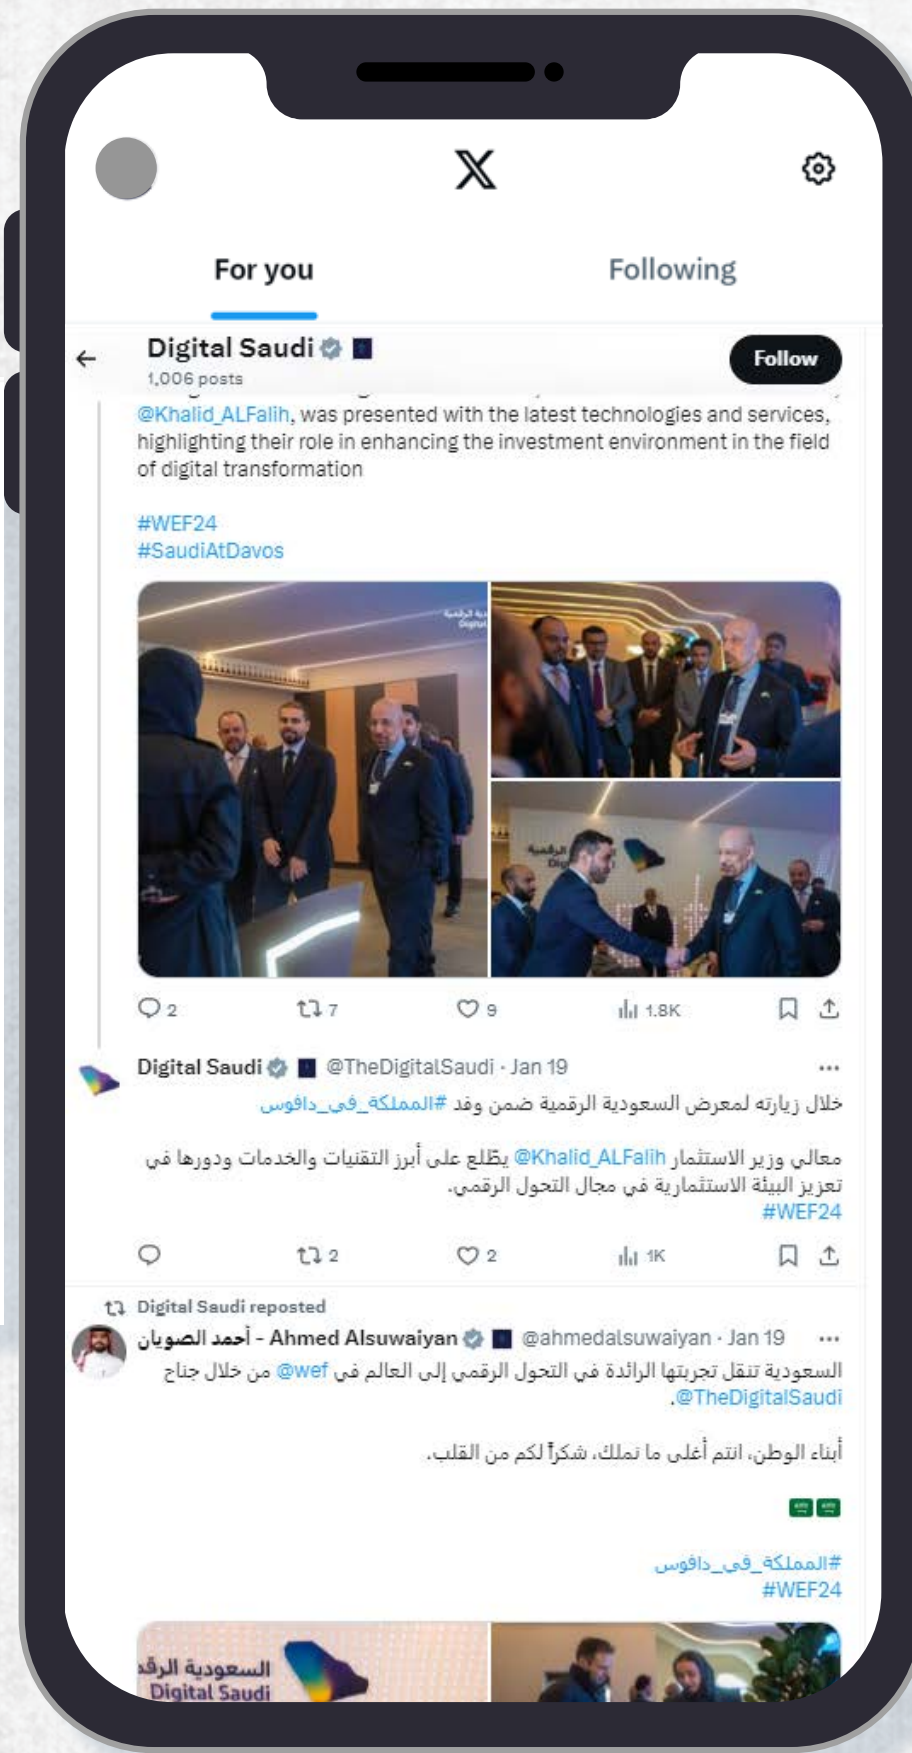 For you
Following
Digital Saudi
1,006 posts
Follow
@Khalid_ALFalih, was presented with the latest technologies and services,
highlighting their role in enhancing the investment environment in the field
of digital transformation
#WEF24
#SaudiAtDavos
2 7 9 1.8K
Digital Saudi @TheDigitalSaudi · Jan 19
خلال زيارته لمعرض السعودية الرقمية ضمن وفد #المملكة_في_دافوس
معالي وزير الاستثمار @Khalid_ALFalih يطّلع على أبرز التقنيات والخدمات ودورها في
تعزيز البيئة الاستثمارية في مجال التحول الرقمي.
#WEF24
2 2 1K
Digital Saudi reposted
أحمد الصويان - Ahmed Alsuwaiyan @ahmedalsuwaiyan · Jan 19
السعودية تنقل تجربتها الرائدة في التحول الرقمي إلى العالم في @wef من خلال جناح
@TheDigitalSaudi.
أبناء الوطن، انتم أغلى ما نملك، شكراً لكم من القلب.
#المملكة_في_دافوس
#WEF24
السعودية الرقم
Digital Saudi